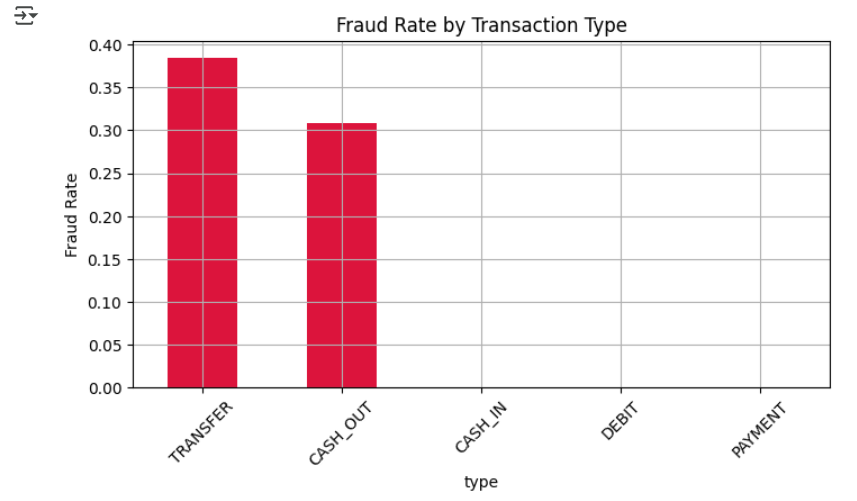 Fraud Rate by Transaction Type
Fraud Rate
0.40
0.35
0.30
0.25
0.20
0.15
0.10
0.05
0.00
TRANSFER
CASH_OUT
CASH_IN
DEBIT
PAYMENT
type